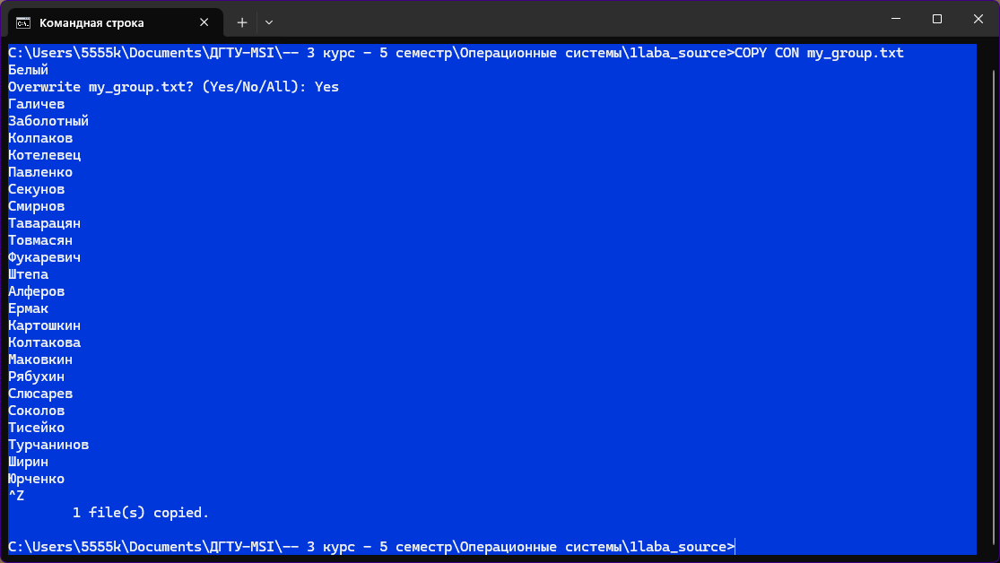 Командная строка
C:\Users\5555k\Documents\ДГТУ-MSI\-- 3 курс - 5 семестр\Операционные системы\1laba_source>COPY CON my_group.txt
Белый
Overwrite my_group.txt? (Yes/No/All): Yes
Галичев
Заболотный
Колпаков
Котелевец
Павленко
Секунов
Смирнов
Таварацян
Товмасян
Фукаревич
Штепа
Алферов
Ермак
Картошкин
Колтакова
Маковкин
Рябухин
Слюсарев
Соколов
Тисейко
Турчанинов
Ширин
Юрченко
^Z
1 file(s) copied.
C:\Users\5555k\Documents\ДГТУ-MSI\-- 3 курс - 5 семестр\Операционные системы\1laba_source>